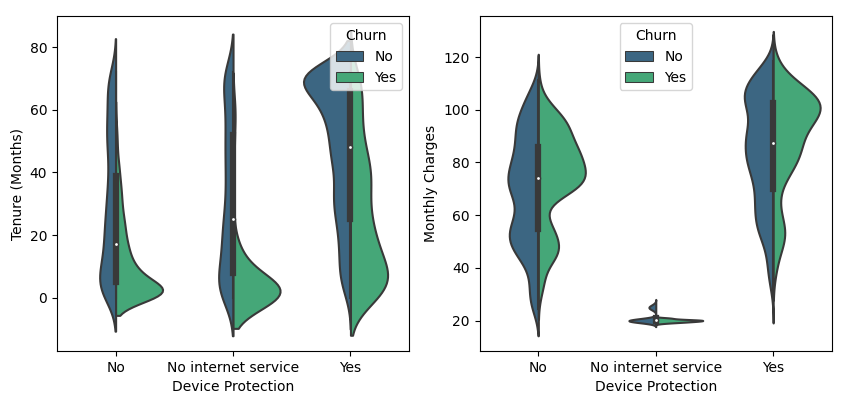 Churn
No
Yes
80
60
40
20
0
Tenure (Months)
No
No internet service
Yes
Device Protection
Churn
No
Yes
120
100
80
60
40
20
Monthly Charges
No
No internet service
Yes
Device Protection